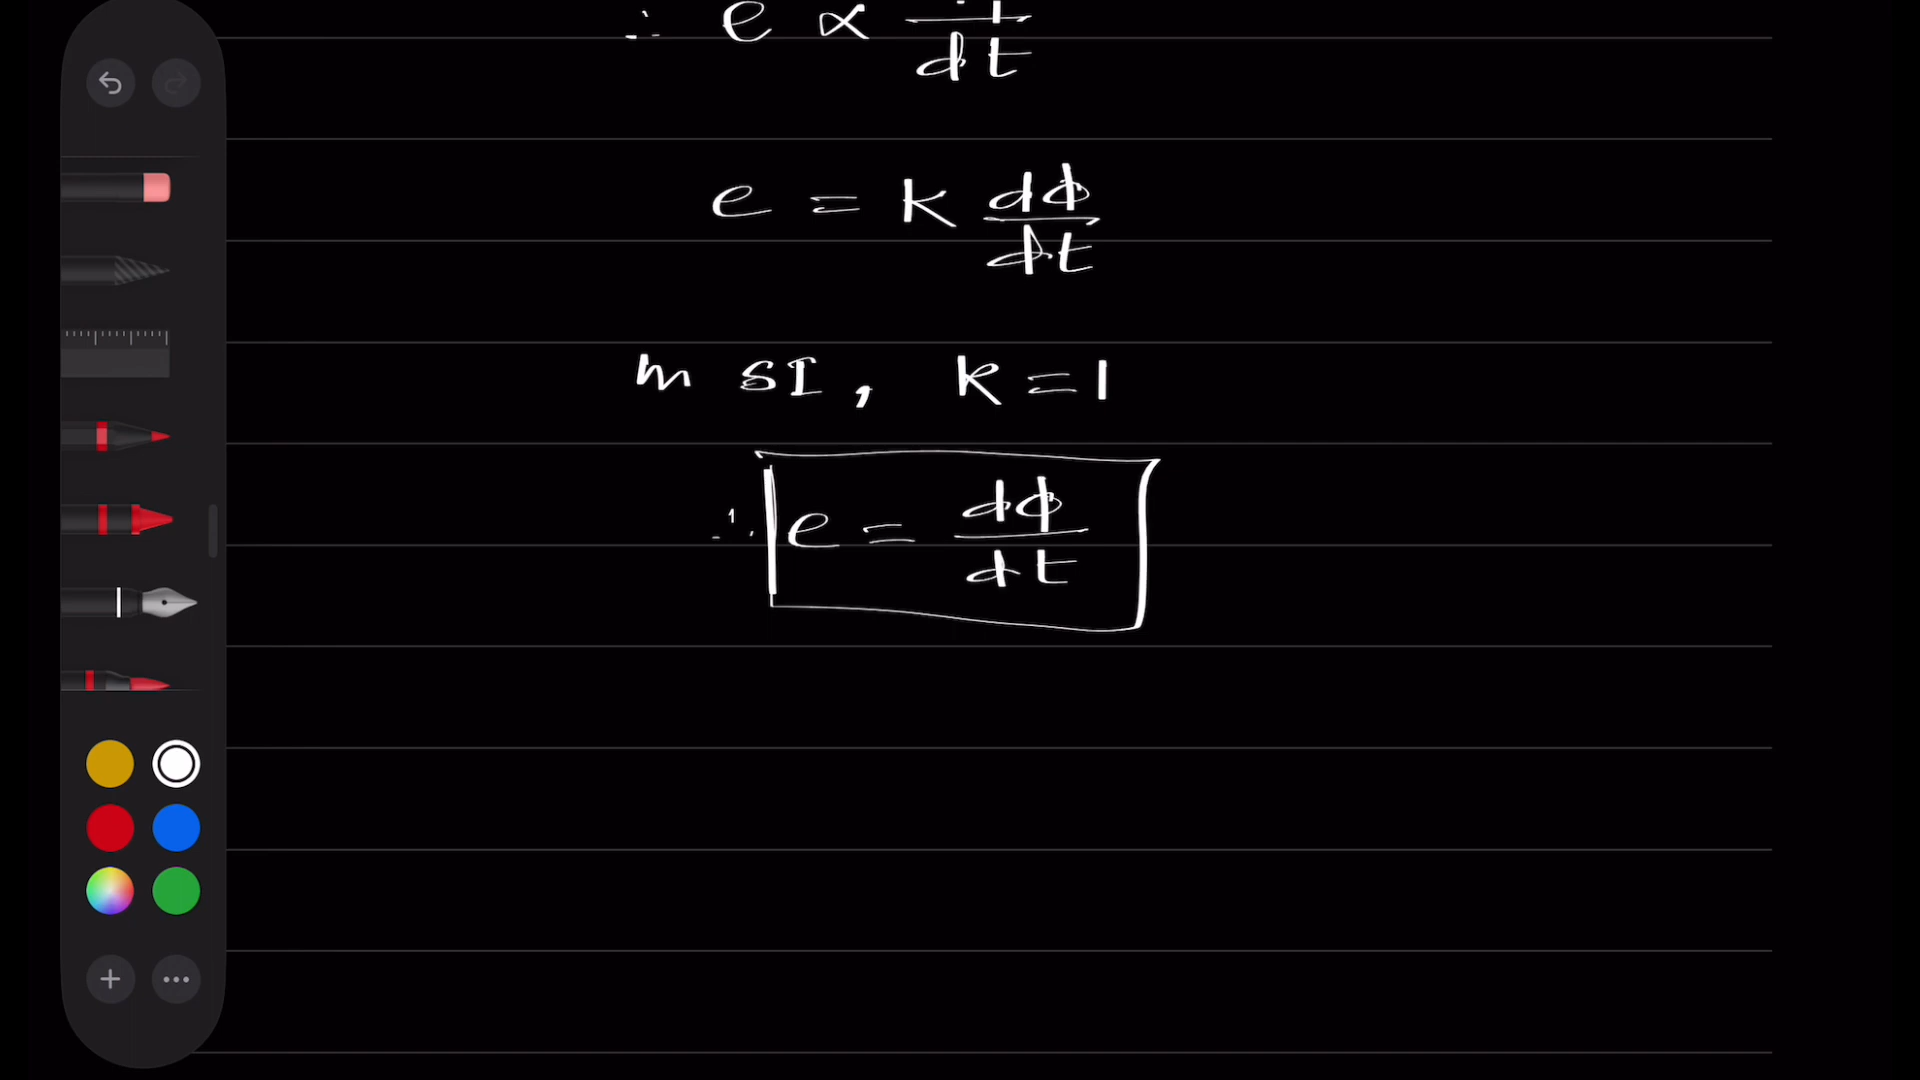 ∴ e ∝ dφ/dt
e = K dφ/dt
in SI, K = 1
∴ e = dφ/dt